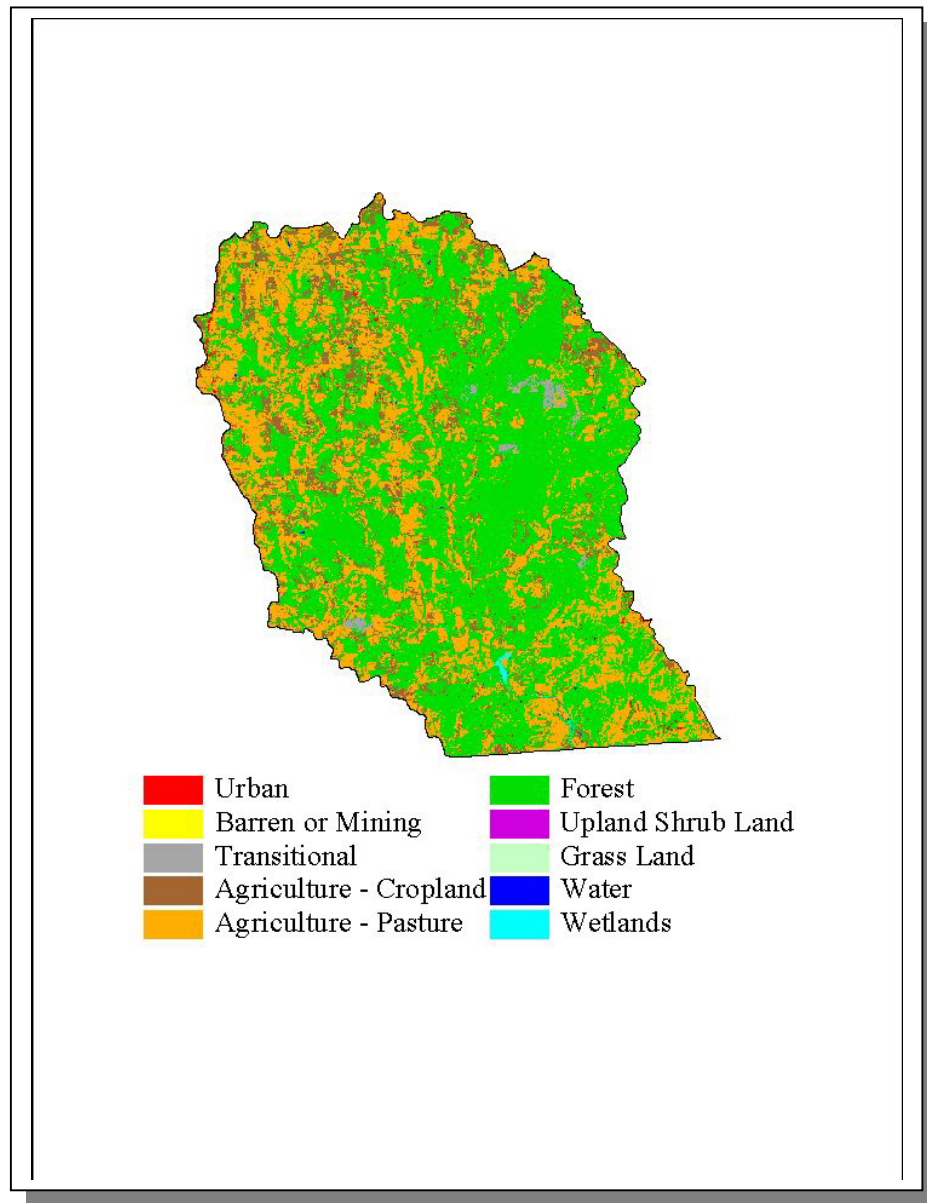 Urban
Barren or Mining
Transitional
Agriculture - Cropland
Agriculture - Pasture
Forest
Upland Shrub Land
Grass Land
Water
Wetlands